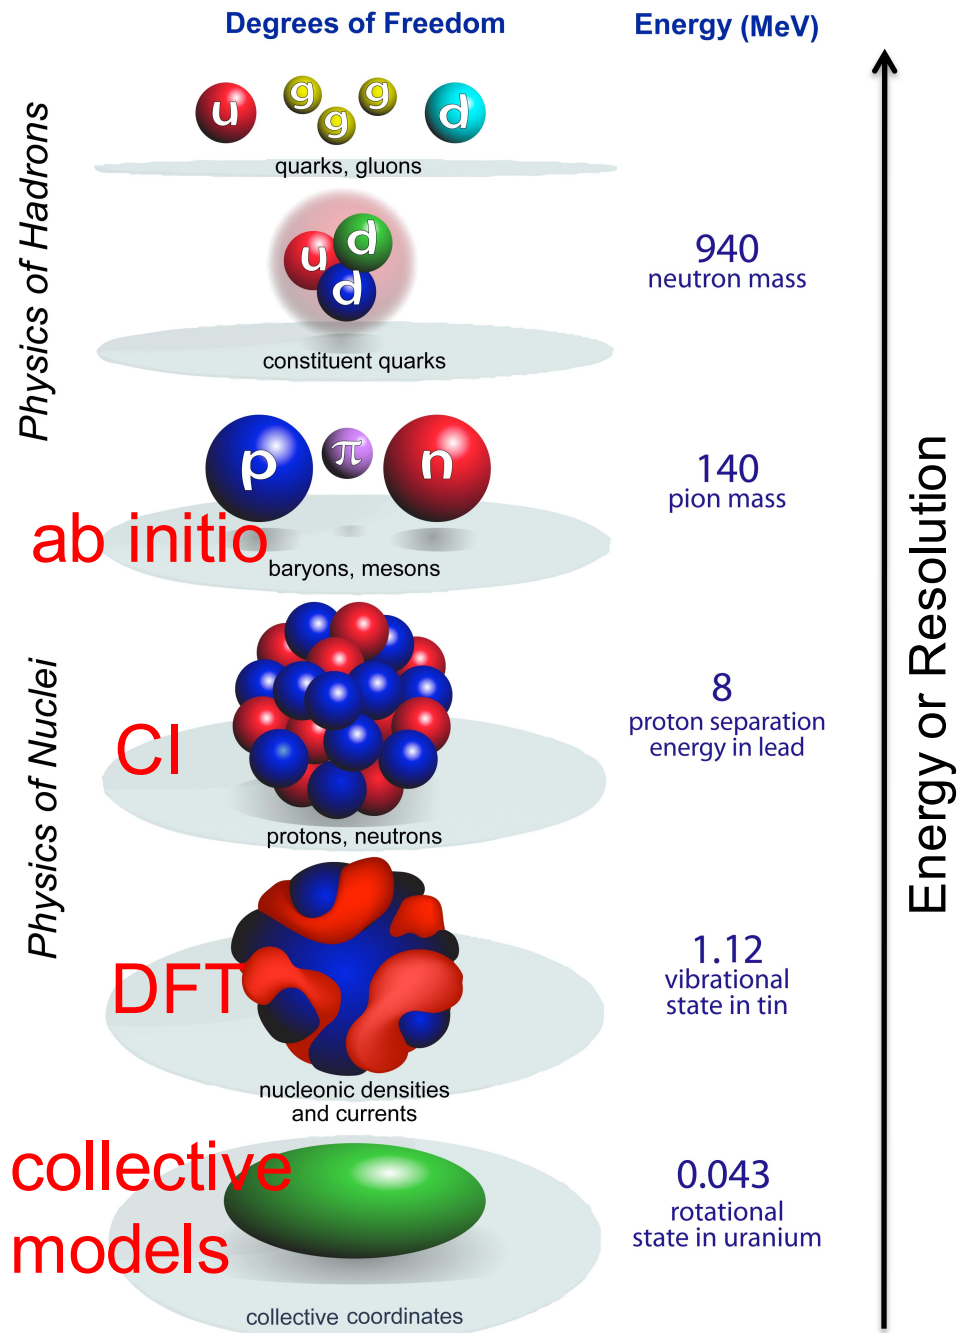 Degrees of Freedom
Energy (MeV)
u
g
g
g
d
quarks, gluons
Physics of Hadrons
u
d
d
constituent quarks
940
neutron mass
p
π
n
ab initio
baryons, mesons
140
pion mass
Energy or Resolution
Physics of Nuclei
CI
protons, neutrons
8
proton separation
energy in lead
DFT
nucleonic densities
and currents
1.12
vibrational
state in tin
collective
models
collective coordinates
0.043
rotational
state in uranium